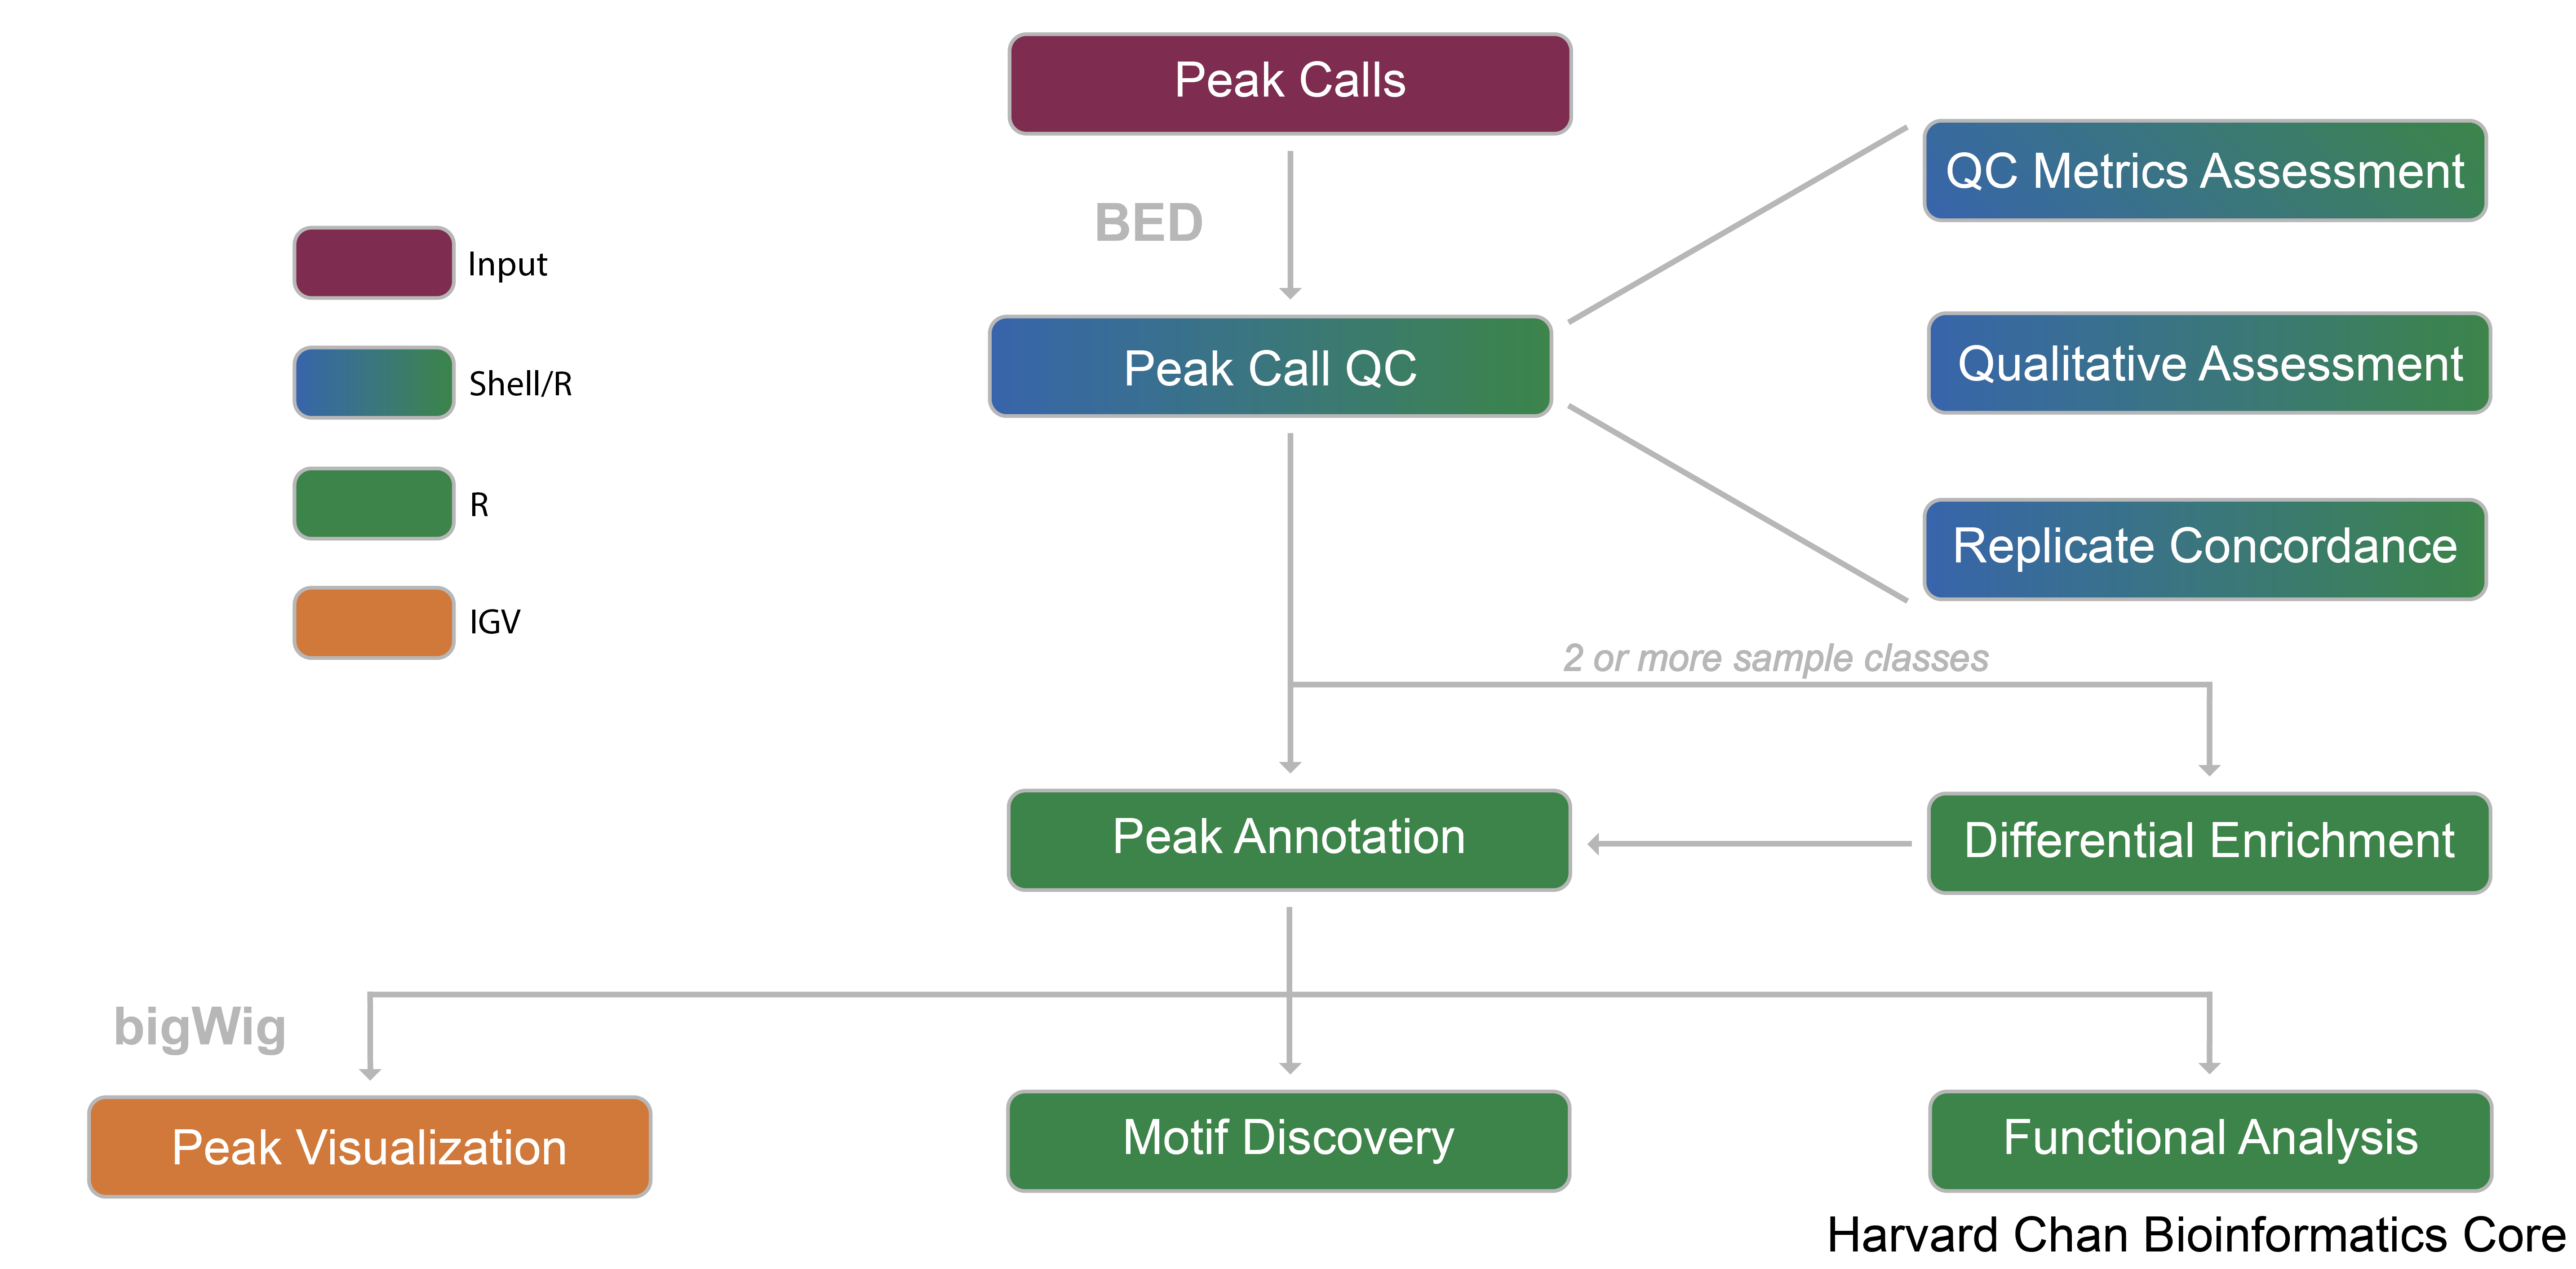 Peak Calls
QC Metrics Assessment
BED
Input
Qualitative Assessment
Peak Call QC
Shell/R
R
Replicate Concordance
IGV
2 or more sample classes
Peak Annotation
Differential Enrichment
bigWig
Peak Visualization
Motif Discovery
Functional Analysis
Harvard Chan Bioinformatics Core